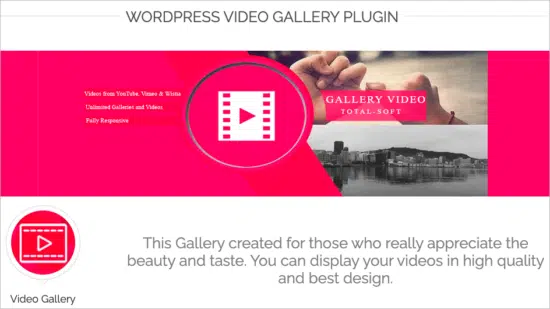 WORDPRESS VIDEO GALLERY PLUGIN
Videos from YouTube, Vimeo & Wistia
Unlimited Galleries and Videos
Fully Responsive
GALLERY VIDEO
TOTAL-SOFT
This Gallery created for those who really appreciate the
beauty and taste. You can display your videos in high quality
and best design.
Video Gallery